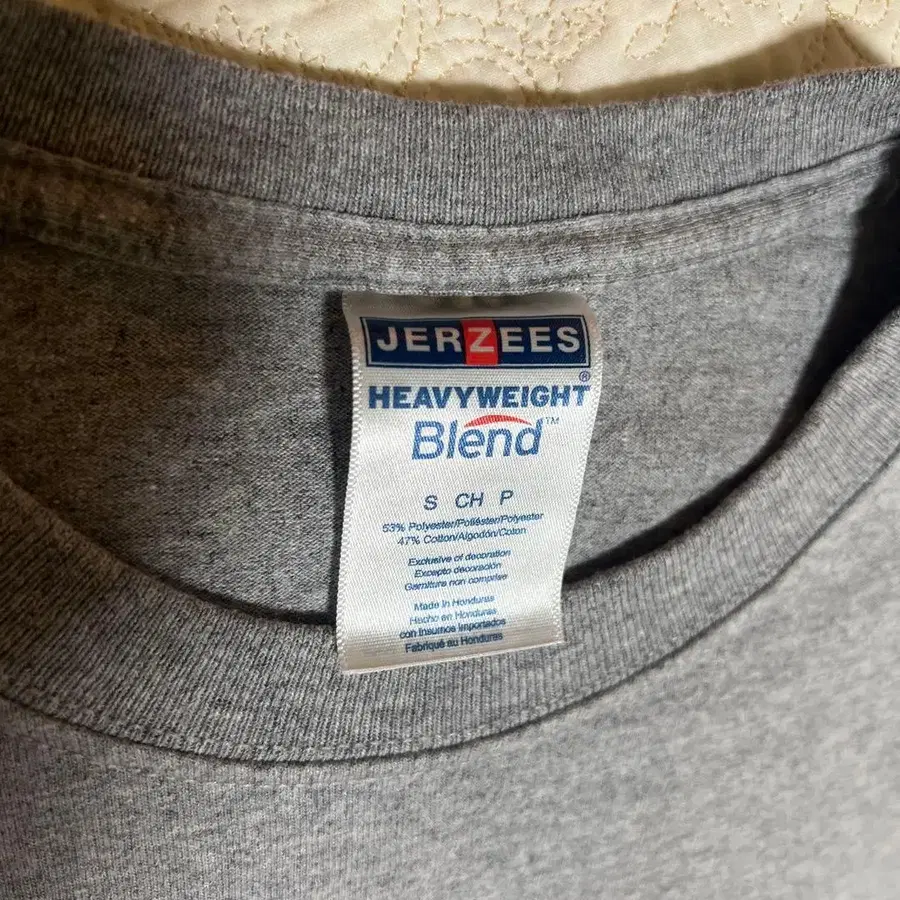 JERZEES
HEAVYWEIGHT®
Blend™
S CH P
53% Polyester/Poliéster/Polyester
47% Cotton/Algodón/Coton
Exclusive of decoration
Excepto decoración
Garniture non comprise
Made in Honduras
Hecho en Honduras
con insumos importados
Fabriqué au Honduras